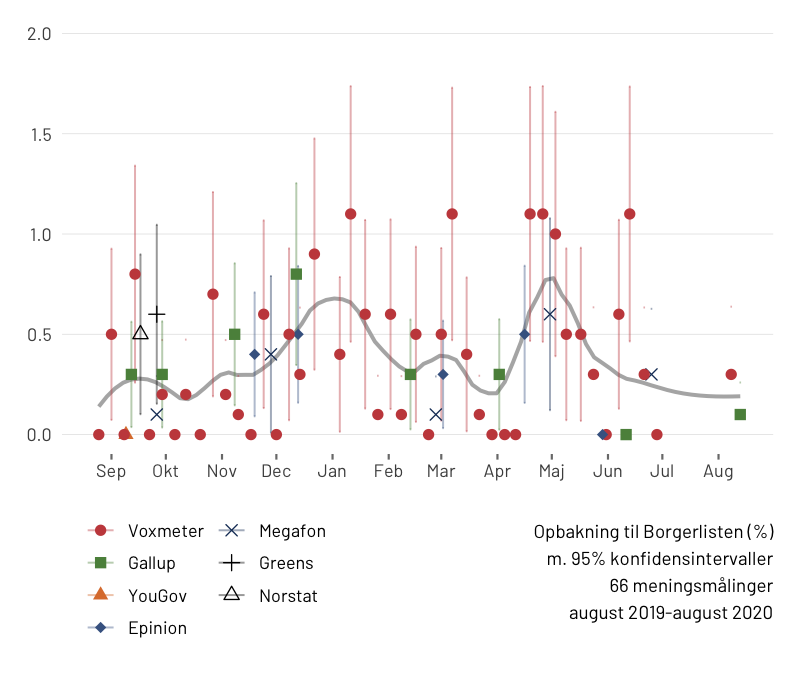 2.0
1.5
1.0
0.5
0.0
Sep Okt Nov Dec Jan Feb Mar Apr Maj Jun Jul Aug
Voxmeter
Gallup
YouGov
Epinion
Megafon
Greens
Norstat
Opbakning til Borgerlisten (%)
m. 95% konfidensintervaller
66 meningsmålinger
august 2019-august 2020